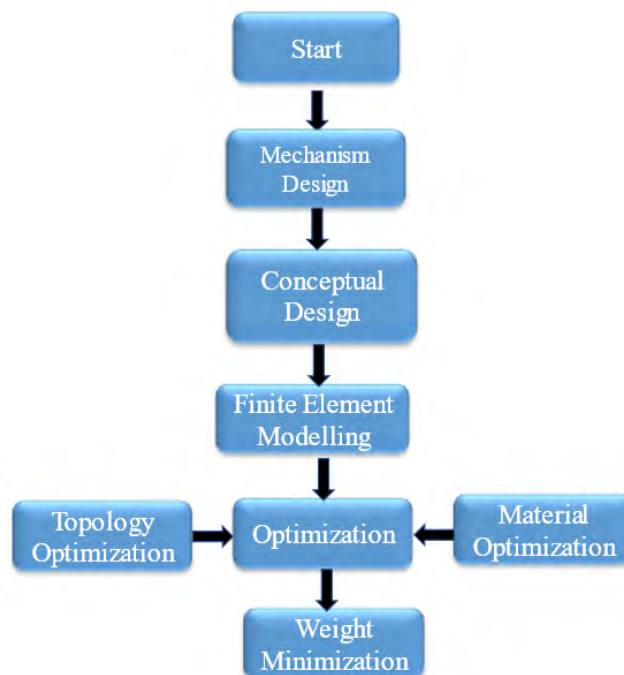 Start
Mechanism
Design
Conceptual
Design
Finite Element
Modelling
Topology
Optimization
Optimization
Material
Optimization
Weight
Minimization